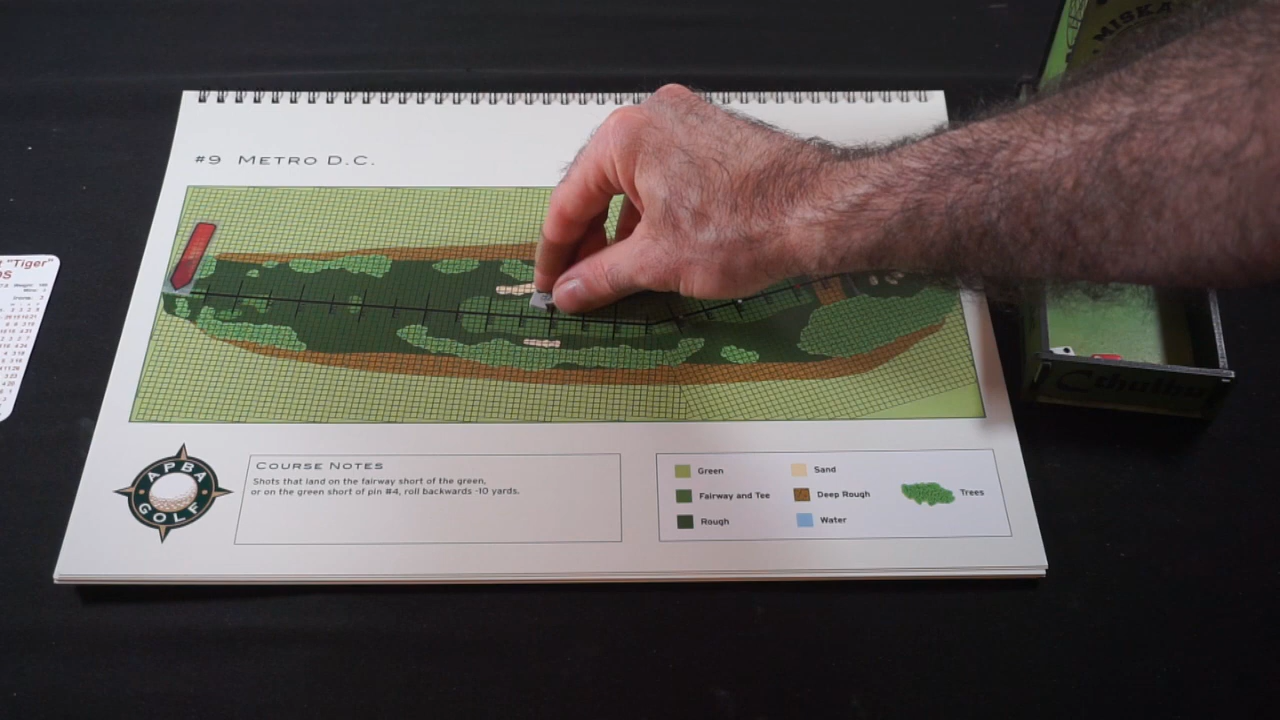 MISKA
#9 METRO D.C.
t "Tiger"
COURSE NOTES
Shots that land on the fairway short of the green,
or on the green short of pin #4, roll backwards -10 yards.
APBA
GOLF
Green
Sand
Fairway and Tee
Deep Rough
Trees
Rough
Water
Cthulhu